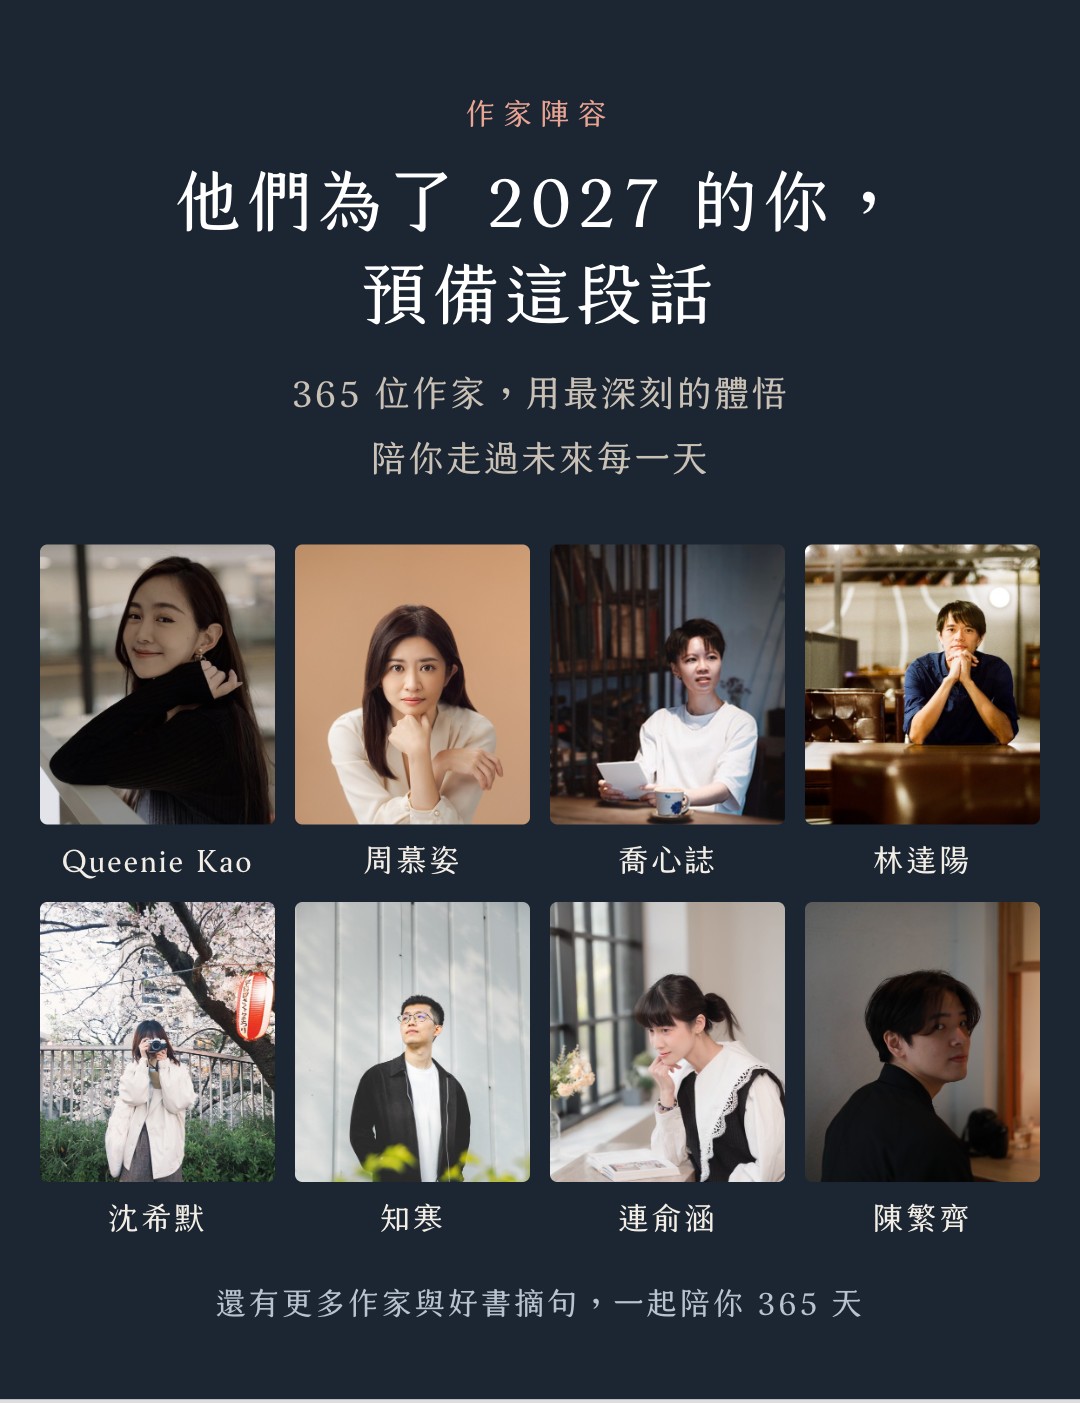 作家陣容
他們為了 2027 的你，
預備這段話
365 位作家，用最深刻的體悟
陪你走過未來每一天
Queenie Kao
周慕姿
喬心誌
林達陽
沈希默
知寒
連俞涵
陳繁齊
還有更多作家與好書摘句，一起陪你 365 天